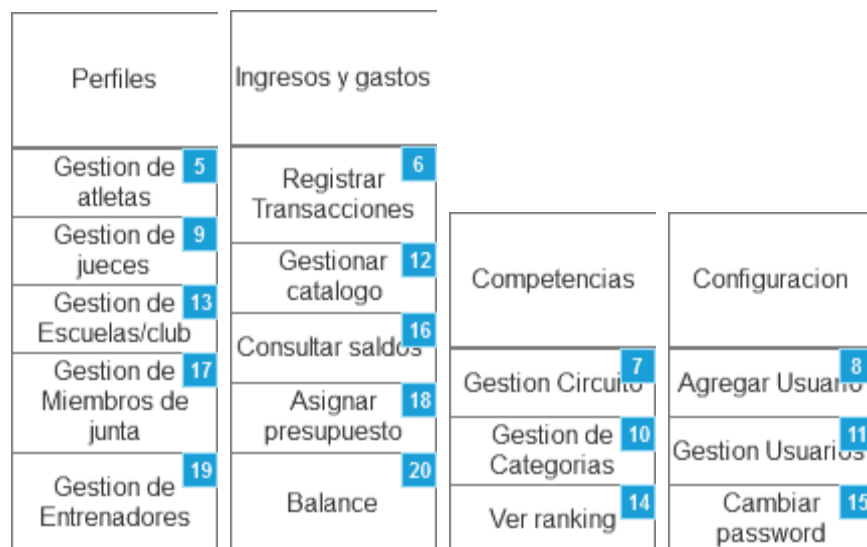 Perfiles
Gestion de 5
atletas
Gestion de 9
jueces
Gestion de 13
Escuelas/club
Gestion de 17
Miembros de
junta
19
Gestion de
Entrenadores
Ingresos y gastos
6
Registrar
Transacciones
Gestionar 12
catalogo
16
Consultar saldos
Asignar 18
presupuesto
20
Balance
Competencias
7
Gestion Circuito
Gestion de 10
Categorias
14
Ver ranking
Configuracion
8
Agregar Usuario
11
Gestion Usuarios
Cambiar 15
password